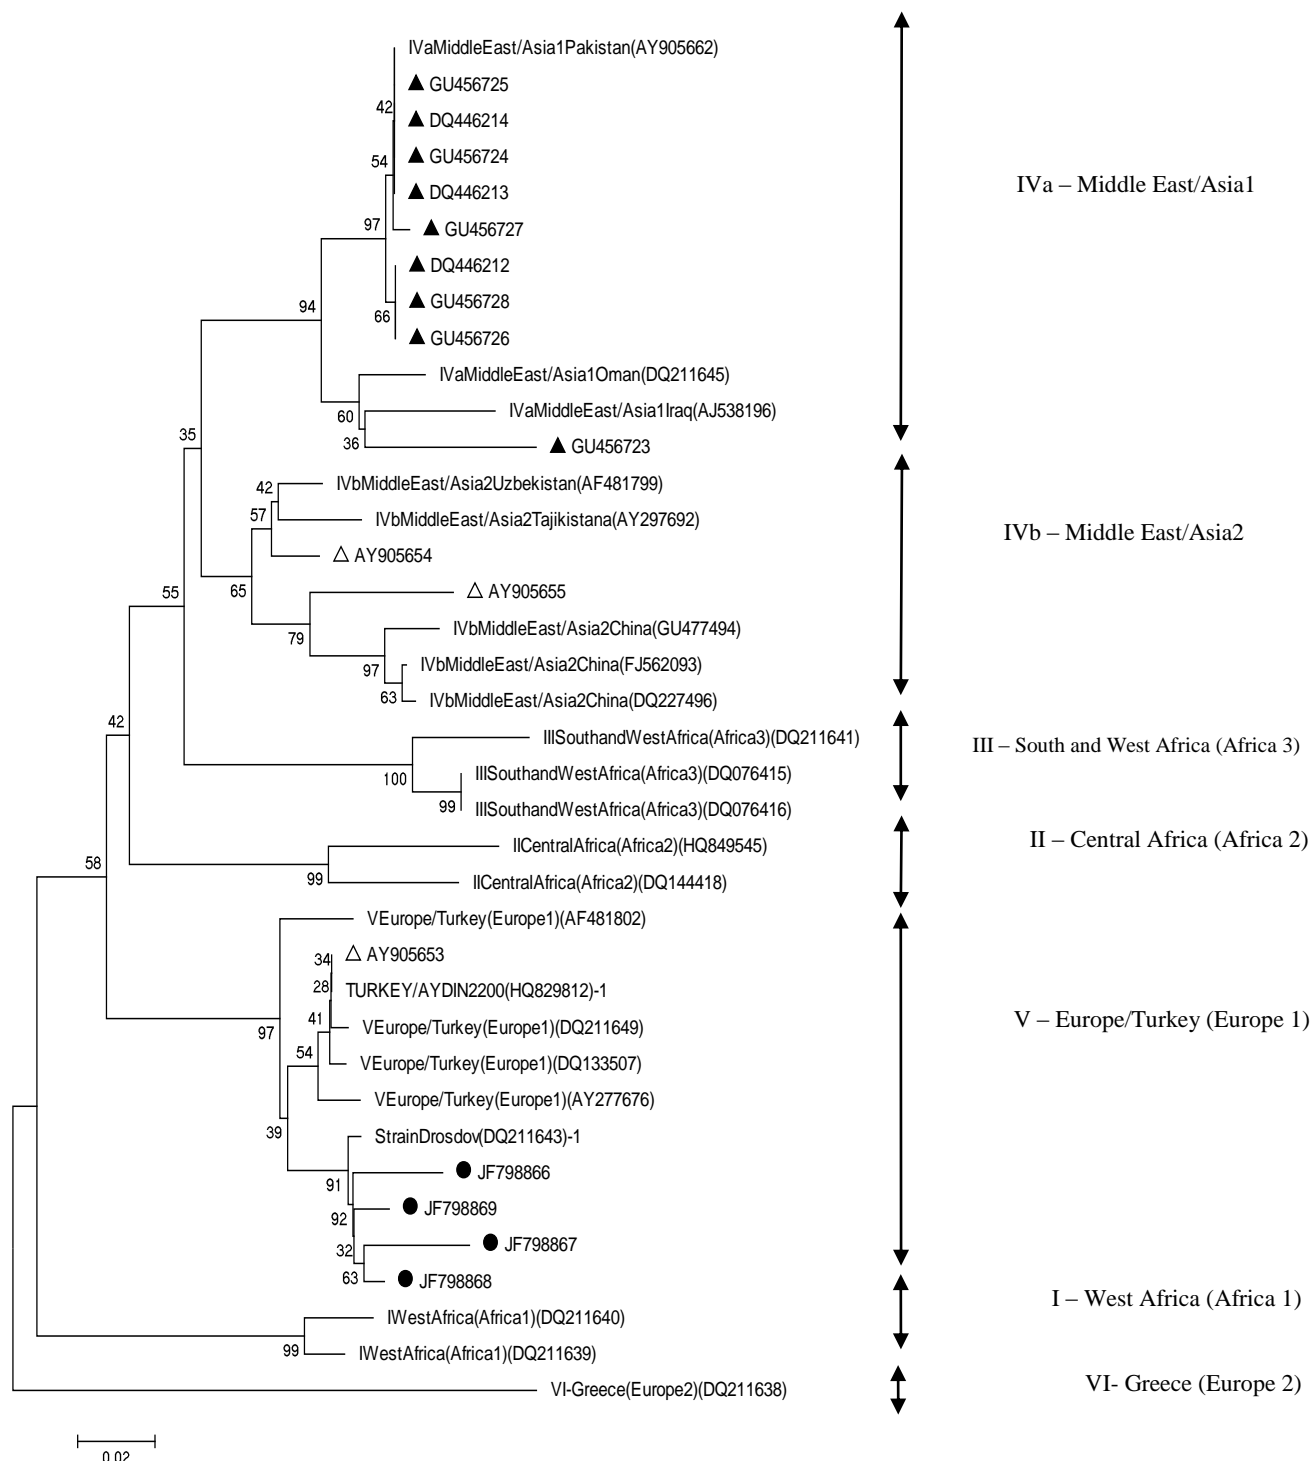 IVaMiddleEast/Asia1Pakistan(AY905662)
GU456725
42
DQ446214
54
GU456724
IVa – Middle East/Asia1
DQ446213
97
GU456727
DQ446212
94
GU456728
66
GU456726
IVaMiddleEast/Asia1Oman(DQ211645)
60
IVaMiddleEast/Asia1Iraq(AJ538196)
35
36
GU456723
42
IVbMiddleEast/Asia2Uzbekistan(AF481799)
57
IVbMiddleEast/Asia2Tajikistana(AY297692)
IVb – Middle East/Asia2
AY905654
55
65
AY905655
79
IVbMiddleEast/Asia2China(GU477494)
97
IVbMiddleEast/Asia2China(FJ562093)
63
IVbMiddleEast/Asia2China(DQ227496)
42
IIISouthandWestAfrica(Africa3)(DQ211641)
III – South and West Africa (Africa 3)
100
IIISouthandWestAfrica(Africa3)(DQ076415)
99
IIISouthandWestAfrica(Africa3)(DQ076416)
IICentralAfrica(Africa2)(HQ849545)
II – Central Africa (Africa 2)
58
99
IICentralAfrica(Africa2)(DQ144418)
VEurope/Turkey(Europe1)(AF481802)
34
AY905653
28
TURKEY/AYDIN2200(HQ829812)-1
41
97
VEurope/Turkey(Europe1)(DQ211649)
V – Europe/Turkey (Europe 1)
54
VEurope/Turkey(Europe1)(DQ133507)
VEurope/Turkey(Europe1)(AY277676)
39
StrainDrosdov(DQ211643)-1
JF798866
91
JF798869
92
JF798867
32
63
JF798868
I – West Africa (Africa 1)
IWestAfrica(Africa1)(DQ211640)
99
IWestAfrica(Africa1)(DQ211639)
VI-Greece(Europe2)(DQ211638)
VI- Greece (Europe 2)
0.02